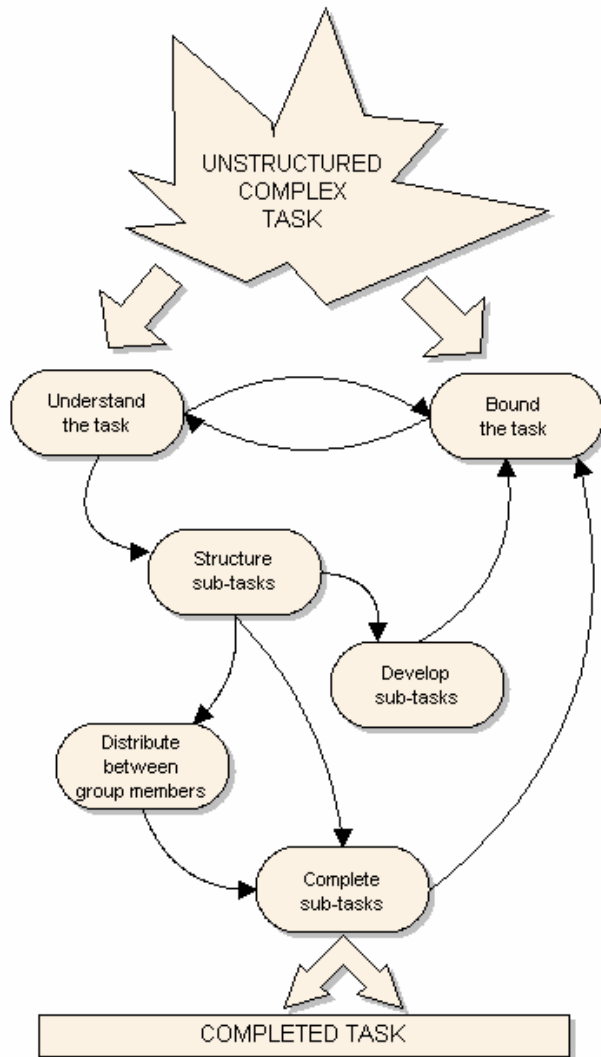 UNSTRUCTURED
COMPLEX
TASK
Understand
the task
Bound
the task
Structure
sub-tasks
Develop
sub-tasks
Distribute
between
group members
Complete
sub-tasks
COMPLETED TASK